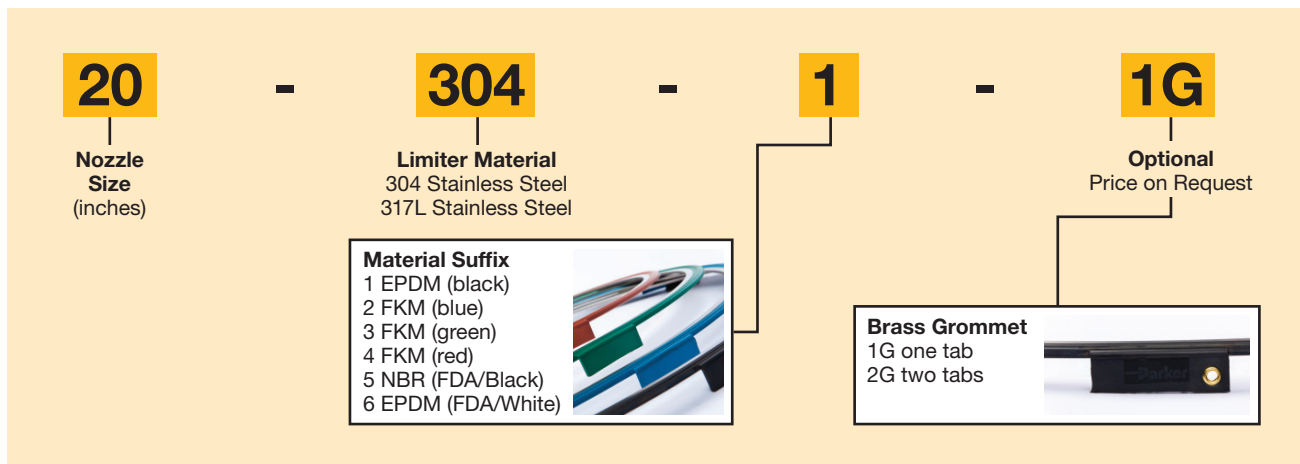 20 - 304 - 1 - 1G
Nozzle
Size
(inches)
Limiter Material
304 Stainless Steel
317L Stainless Steel
Optional
Price on Request
Material Suffix
1 EPDM (black)
2 FKM (blue)
3 FKM (green)
4 FKM (red)
5 NBR (FDA/Black)
6 EPDM (FDA/White)
Brass Grommet
1G one tab
2G two tabs
Parker